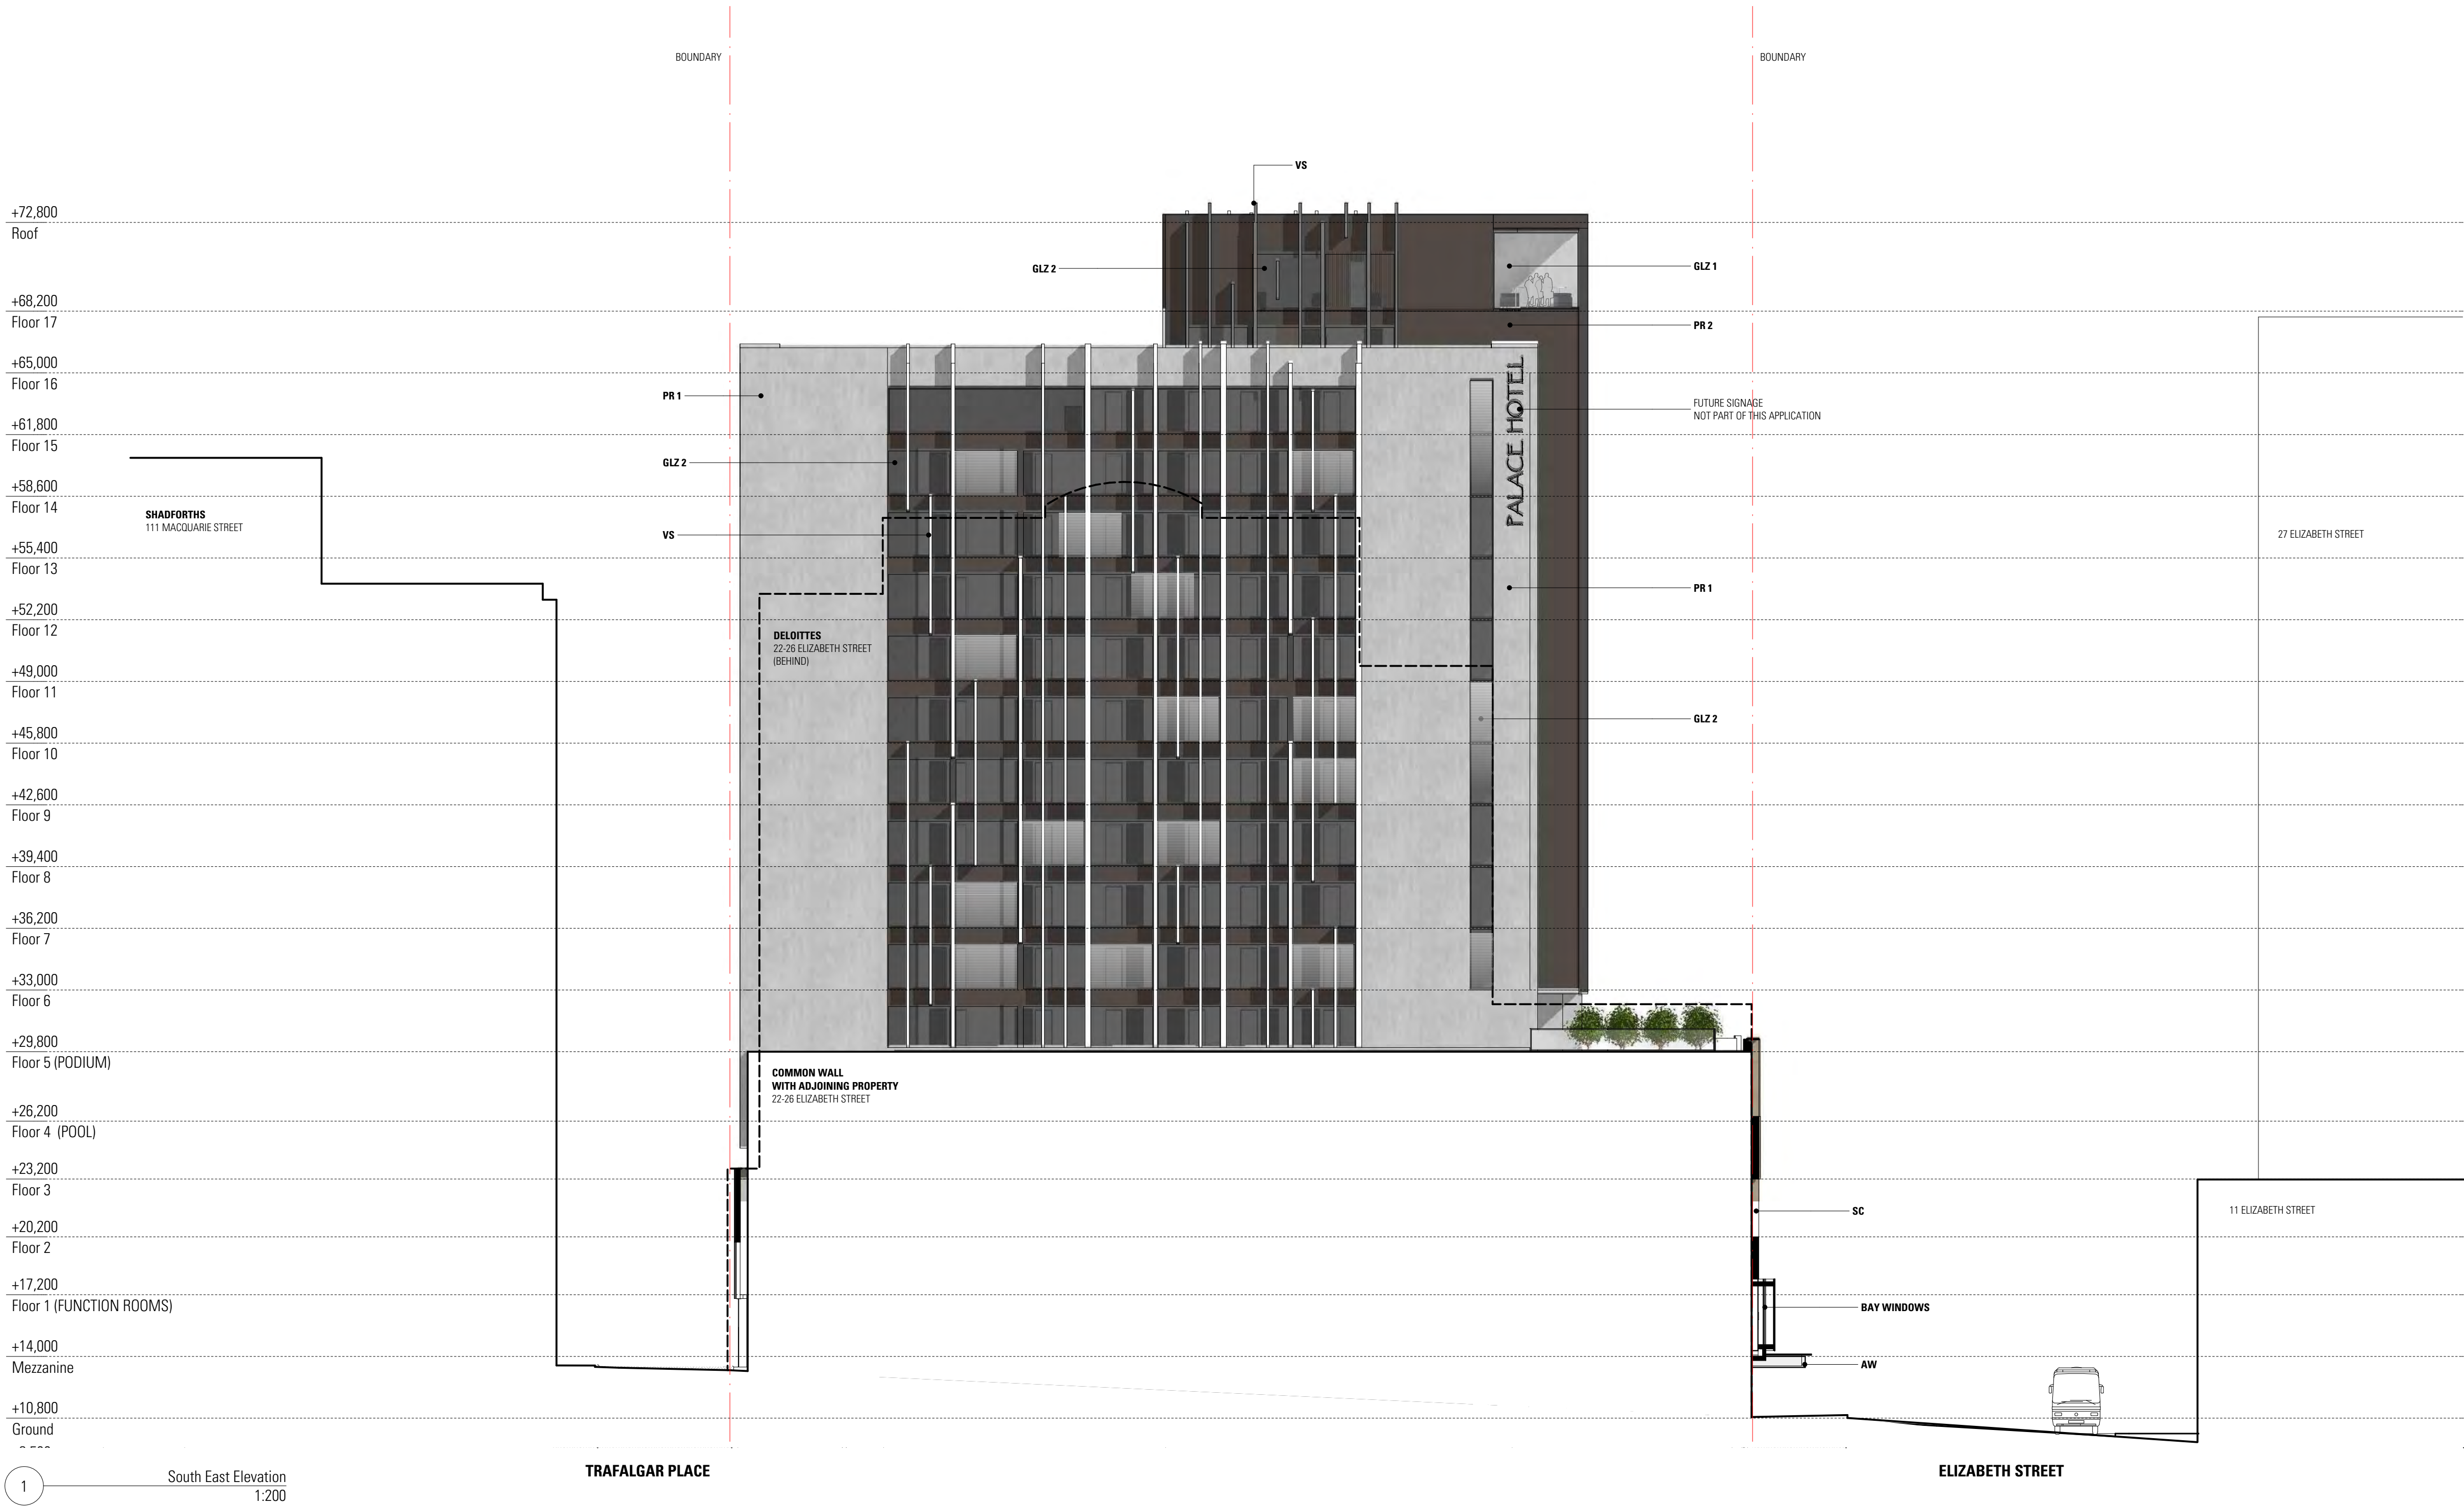 BOUNDARY
BOUNDARY
VS
+72,800
Roof
GLZ 2
GLZ 1
+68,200
Floor 17
PR 2
+65,000
Floor 16
PR 1
PALACE HOTEL
FUTURE SIGNAGE
NOT PART OF THIS APPLICATION
+61,800
Floor 15
GLZ 2
+58,600
Floor 14
SHADFORTHS
111 MACQUARIE STREET
VS
27 ELIZABETH STREET
+55,400
Floor 13
PR 1
+52,200
Floor 12
DELOITTES
22-26 ELIZABETH STREET
(BEHIND)
+49,000
Floor 11
GLZ 2
+45,800
Floor 10
+42,600
Floor 9
+39,400
Floor 8
+36,200
Floor 7
+33,000
Floor 6
+29,800
Floor 5 (PODIUM)
COMMON WALL
WITH ADJOINING PROPERTY
22-26 ELIZABETH STREET
+26,200
Floor 4 (POOL)
+23,200
Floor 3
SC
11 ELIZABETH STREET
+20,200
Floor 2
+17,200
Floor 1 (FUNCTION ROOMS)
BAY WINDOWS
+14,000
Mezzanine
AW
+10,800
Ground
TRAFALGAR PLACE
ELIZABETH STREET
1
South East Elevation
1:200